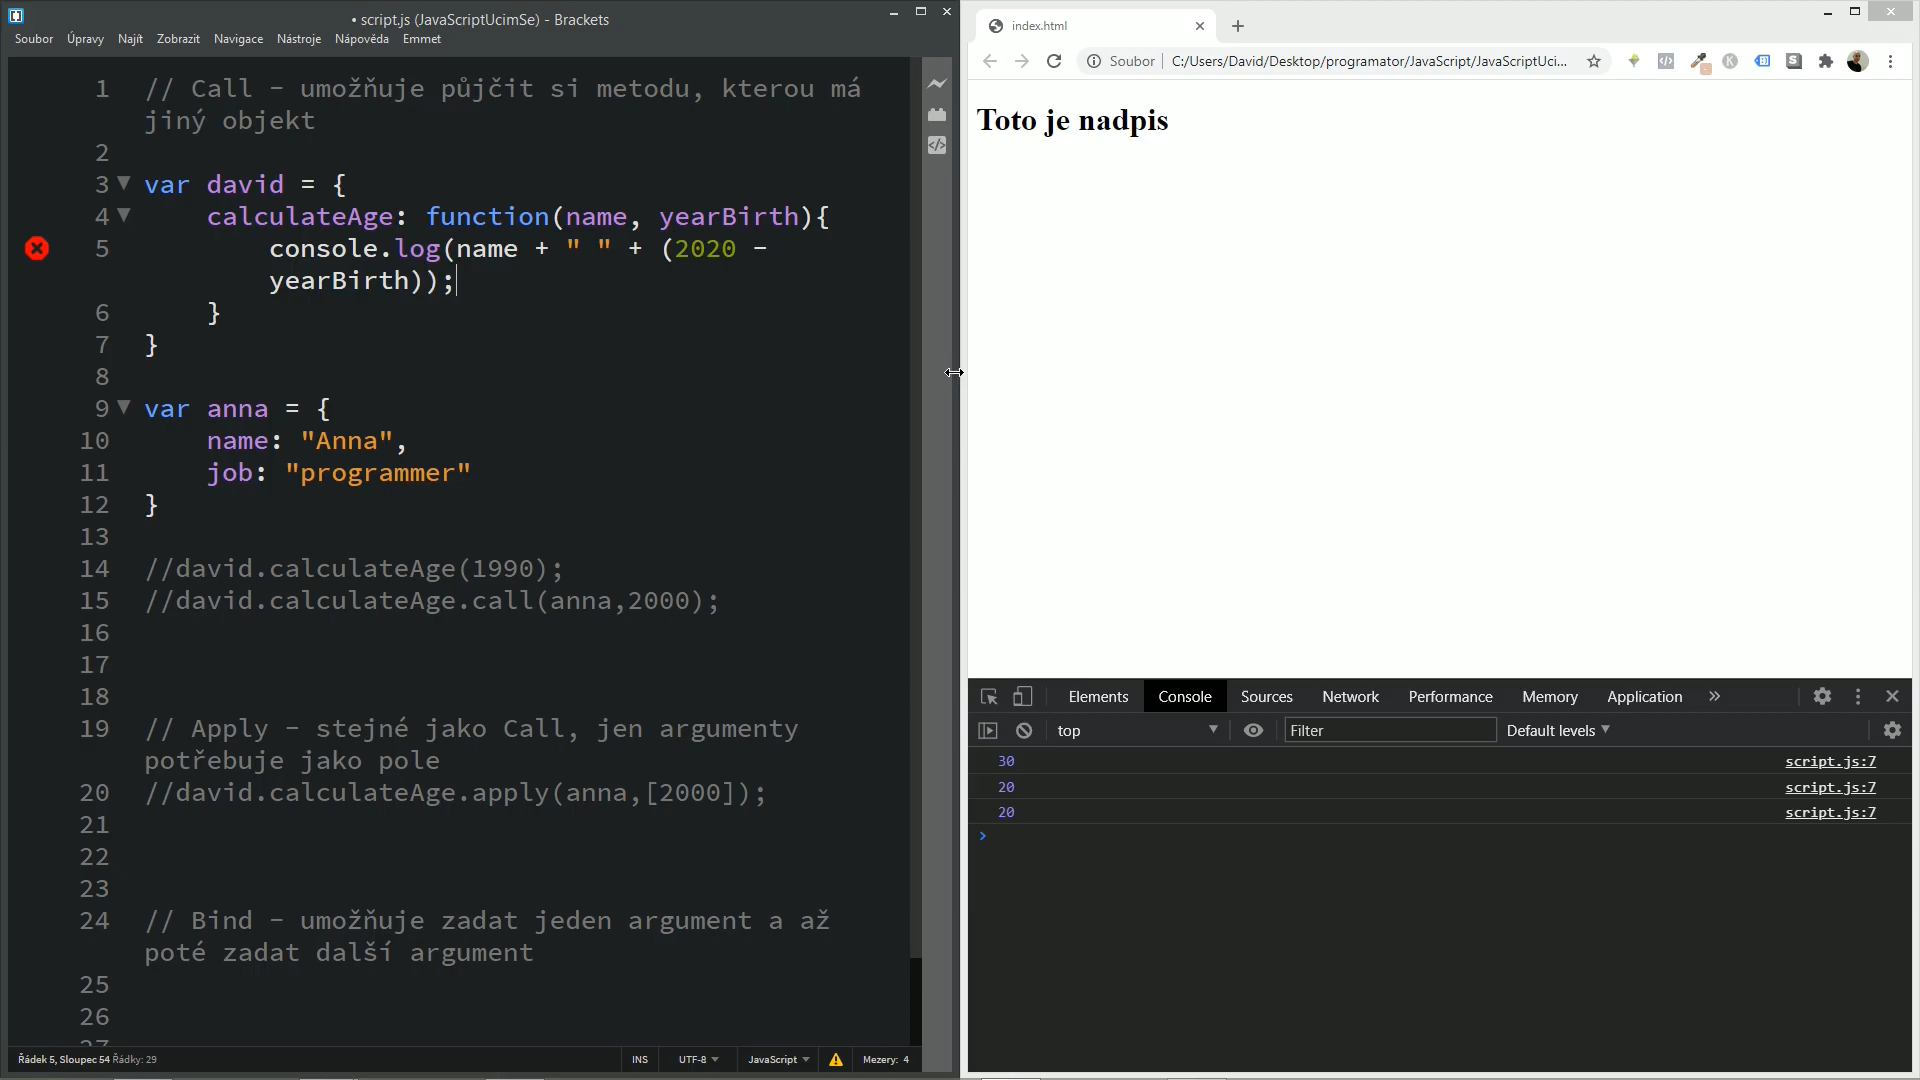 • script.js (JavaScriptUcimSe) - Brackets
Soubor Úpravy Najít Zobrazit Navigace Nástroje Nápověda Emmet
1 // Call - umožňuje půjčit si metodu, kterou má
jiný objekt
2
3 var david = {
4 calculateAge: function(name, yearBirth){
5 console.log(name + " " + (2020 -
yearBirth));
6 }
7 }
8
9 var anna = {
10 name: "Anna",
11 job: "programmer"
12 }
13
14 //david.calculateAge(1990);
15 //david.calculateAge.call(anna,2000);
16
17
18
19 // Apply - stejné jako Call, jen argumenty
potřebuje jako pole
20 //david.calculateAge.apply(anna,[2000]);
21
22
23
24 // Bind - umožňuje zadat jeden argument a až
poté zadat další argument
25
26
27
Řádek 5, Sloupec 54 Řádky: 29
INS UTF-8 JavaScript Mezery: 4
index.html
Soubor C:/Users/David/Desktop/programator/JavaScript/JavaScriptUci...
Toto je nadpis
Elements Console Sources Network Performance Memory Application »
top Filter Default levels
30 script.js:7
20 script.js:7
20 script.js:7